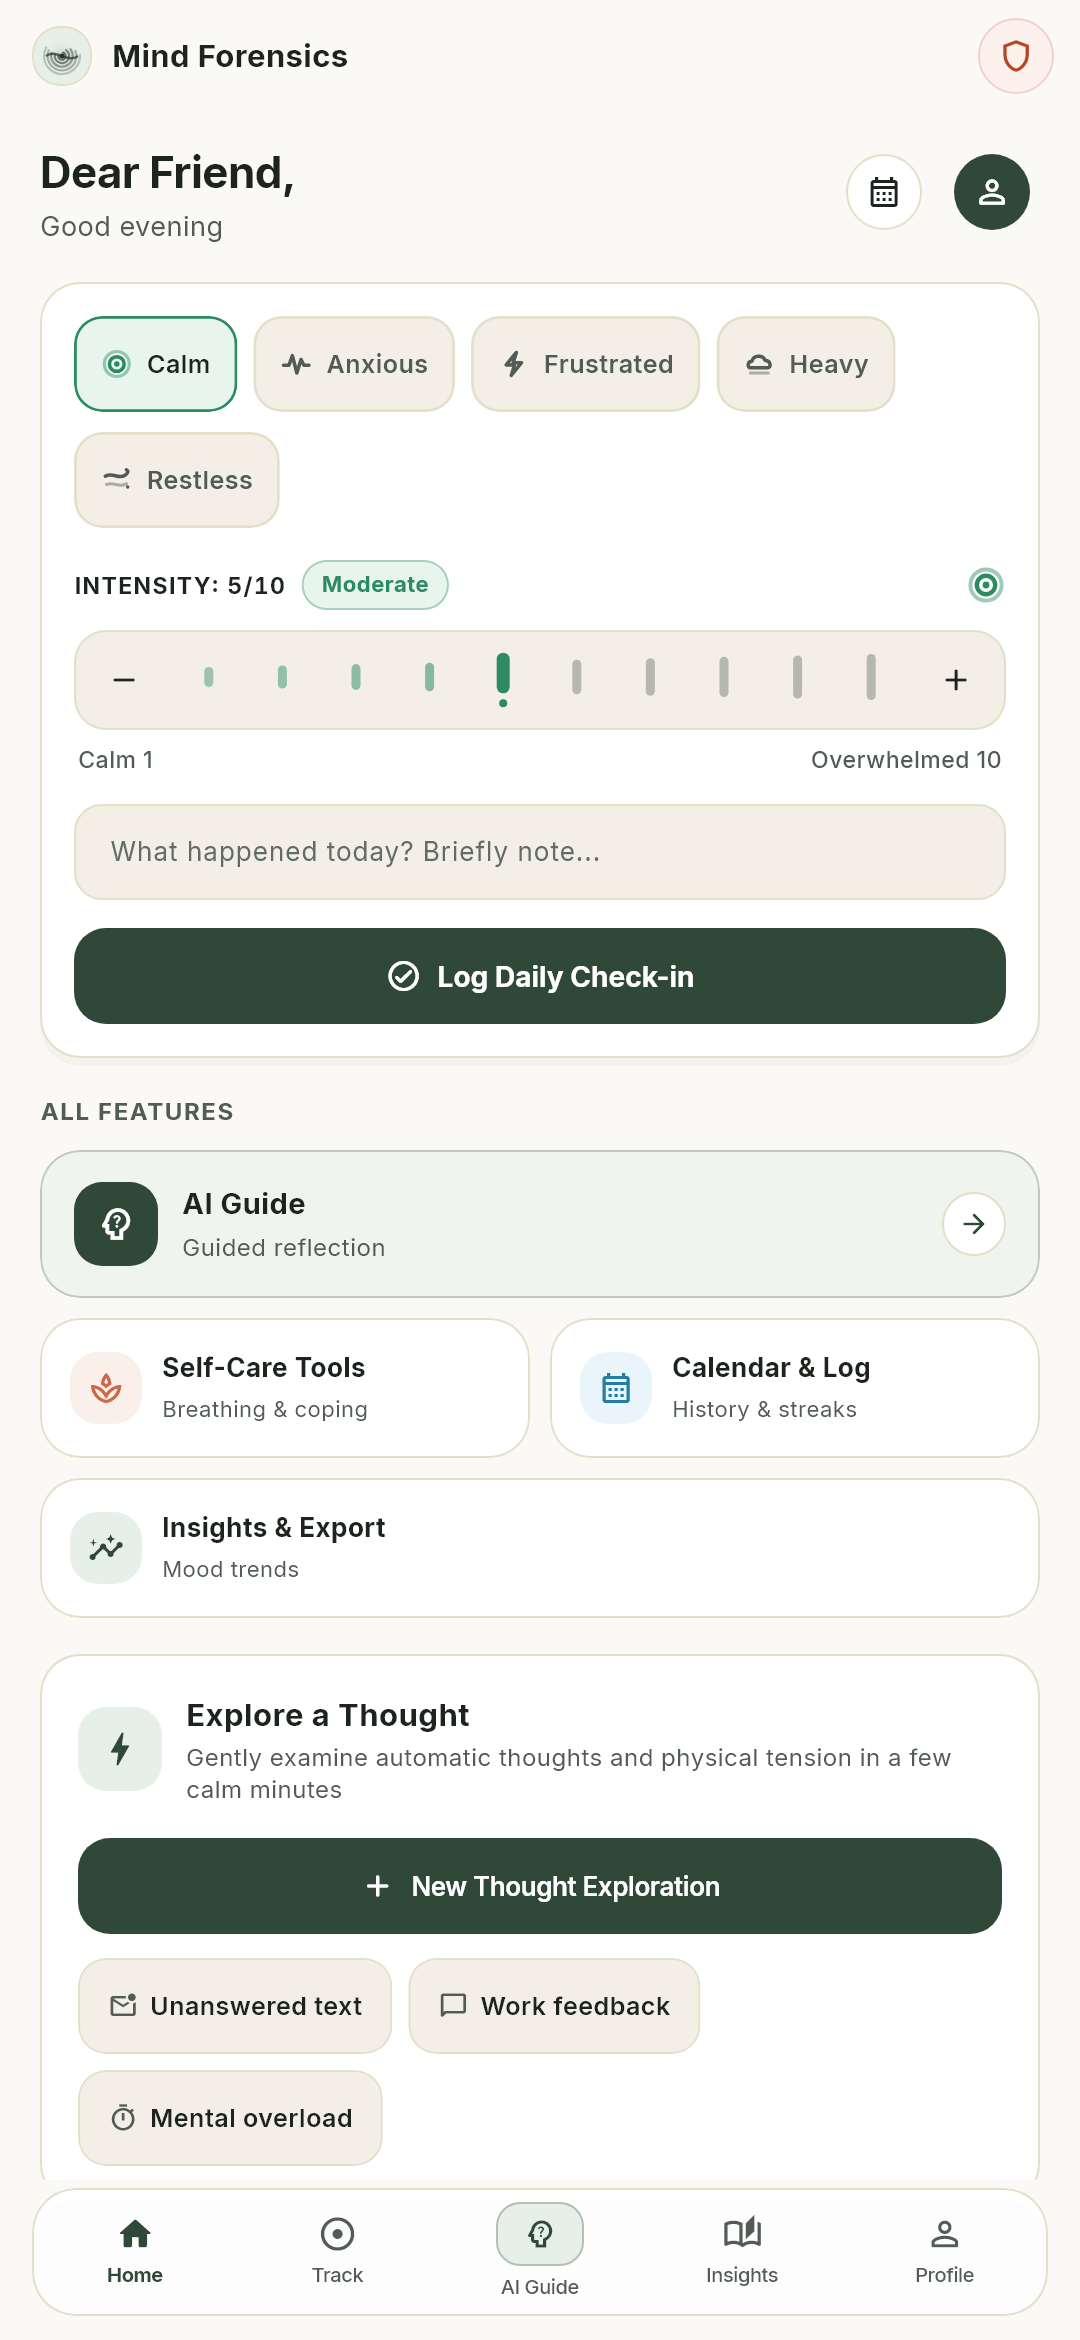 Mind Forensics
Dear Friend,
Good evening
Calm
Anxious
Frustrated
Heavy
Restless
INTENSITY: 5/10
Moderate
Calm 1
Overwhelmed 10
What happened today? Briefly note...
Log Daily Check-in
ALL FEATURES
AI Guide
Guided reflection
Self-Care Tools
Breathing & coping
Calendar & Log
History & streaks
Insights & Export
Mood trends
Explore a Thought
Gently examine automatic thoughts and physical tension in a few
calm minutes
New Thought Exploration
Unanswered text
Work feedback
Mental overload
Home
Track
AI Guide
Insights
Profile